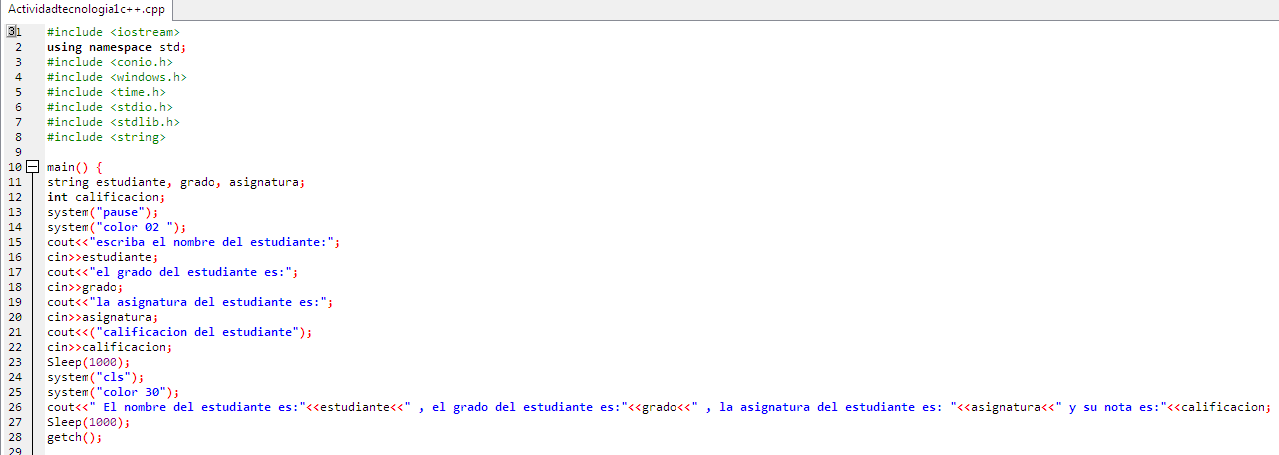 Actividadtecnologia1c++.cpp
31 #include <iostream>
2 using namespace std;
3 #include <conio.h>
4 #include <windows.h>
5 #include <time.h>
6 #include <stdio.h>
7 #include <stdlib.h>
8 #include <string>
9
10 main() {
11 string estudiante, grado, asignatura;
12 int calificacion;
13 system("pause");
14 system("color 02 ");
15 cout<<"escriba el nombre del estudiante:";
16 cin>>estudiante;
17 cout<<"el grado del estudiante es:";
18 cin>>grado;
19 cout<<"la asignatura del estudiante es:";
20 cin>>asignatura;
21 cout<<("calificacion del estudiante");
22 cin>>calificacion;
23 Sleep(1000);
24 system("cls");
25 system("color 30");
26 cout<<" El nombre del estudiante es:"<<estudiante<<" , el grado del estudiante es:"<<grado<<" , la asignatura del estudiante es: "<<asignatura<<" y su nota es:"<<calificacion;
27 Sleep(1000);
28 getch();
29